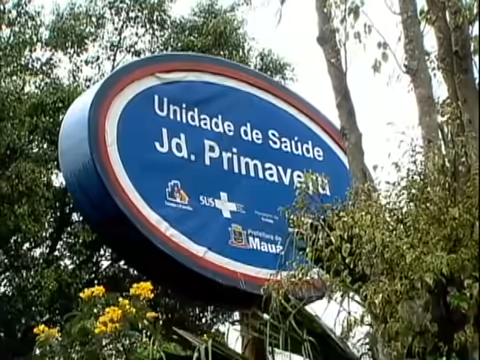 Unidade de Saúde
Jd. Primavera
SUS
Prefeitura de
Mauá